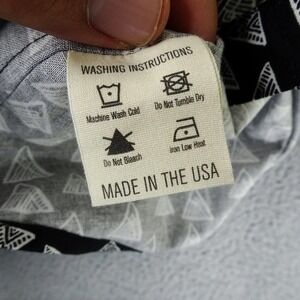 WASHING INSTRUCTIONS
Machine Wash Cold
Do Not Tumble Dry
Do Not Bleach
Iron Low Heat
MADE IN THE USA